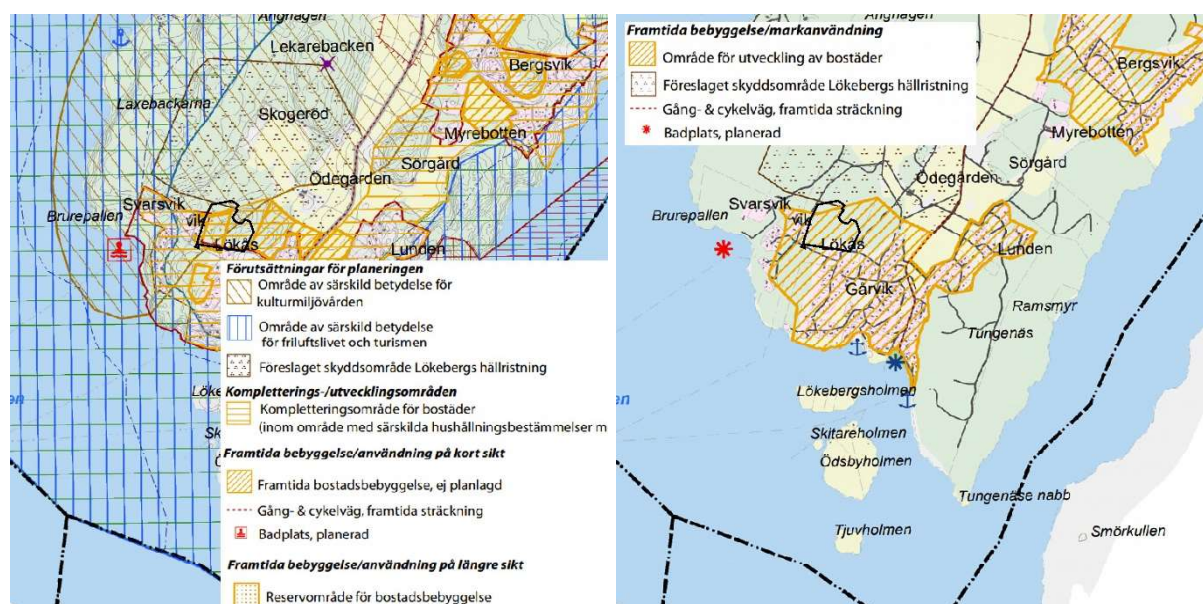 Änghagen
Lekarebacken
Bergsvik
Laxebackarna
Skogeröd
Myrebotten
Sörgård
Ödegården
Svarsvik
Brurepallen
vik
Lökås
Lunden
Förutsättningar för planeringen
Område av särskild betydelse för
kulturmiljövården
Område av särskild betydelse
för friluftslivet och turismen
Föreslaget skyddsområde Lökebergs hällristning
Kompletterings-/utvecklingsområden
Kompletteringsområde för bostäder
(inom område med särskilda hushållningsbestämmelser m
Framtida bebyggelse/användning på kort sikt
Framtida bostadsbebyggelse, ej planlagd
Gång- & cykelväg, framtida sträckning
Badplats, planerad
Framtida bebyggelse/användning på längre sikt
Reservområde för bostadsbebyggelse
Änghagen
Framtida bebyggelse/markanvändning
Område för utveckling av bostäder
Föreslaget skyddsområde Lökebergs hällristning
Gång- & cykelväg, framtida sträckning
Badplats, planerad
Bergsvik
Myrebotten
Sörgård
Ödegården
Svarsvik
Brurepallen
vik
Lökås
Lunden
Gårvik
Ramsmyr
Tungenäs
Lökebergsholmen
Skitareholmen
Ödsbyholmen
Tungenäse nabb
Tjuvholmen
Smörkullen